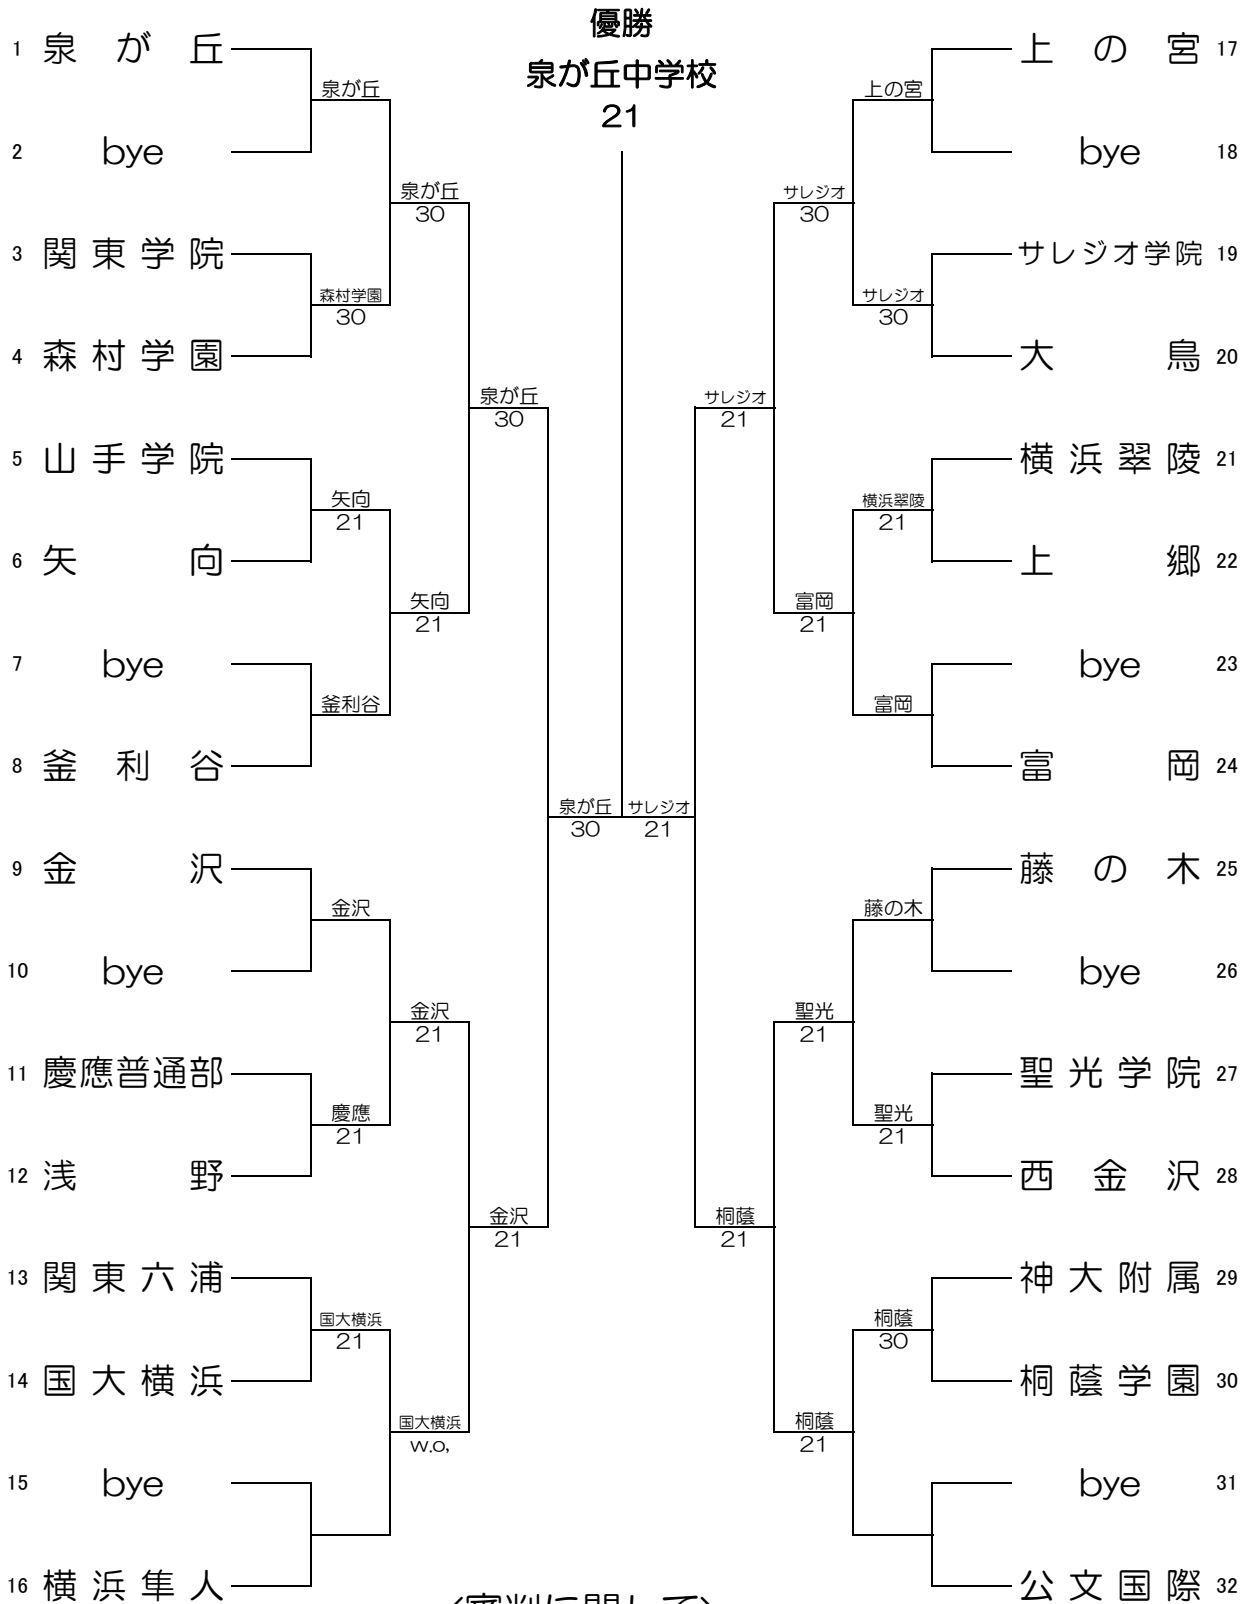 優勝
泉が丘中学校
21
1 泉が丘
2 bye
3 関東学院
4 森村学園
5 山手学院
6 矢向
7 bye
8 釜利谷
9 金沢
10 bye
11 慶應普通部
12 浅野
13 関東六浦
14 国大横浜
15 bye
16 横浜隼人
泉が丘
森村学園
30
矢向
21
釜利谷
金沢
慶應
21
国大横浜
21
泉が丘
30
矢向
21
金沢
21
国大横浜
w.o,
泉が丘
30
金沢
21
泉が丘
30
サレジオ
21
サレジオ
21
桐蔭
21
サレジオ
30
富岡
21
聖光
21
桐蔭
21
上の宮
サレジオ
30
横浜翠陵
21
富岡
藤の木
聖光
21
桐蔭
30
上の宮 17
bye 18
サレジオ学院 19
大鳥 20
横浜翠陵 21
上郷 22
bye 23
富岡 24
藤の木 25
bye 26
聖光学院 27
西金沢 28
神大附属 29
桐蔭学園 30
bye 31
公文国際 32